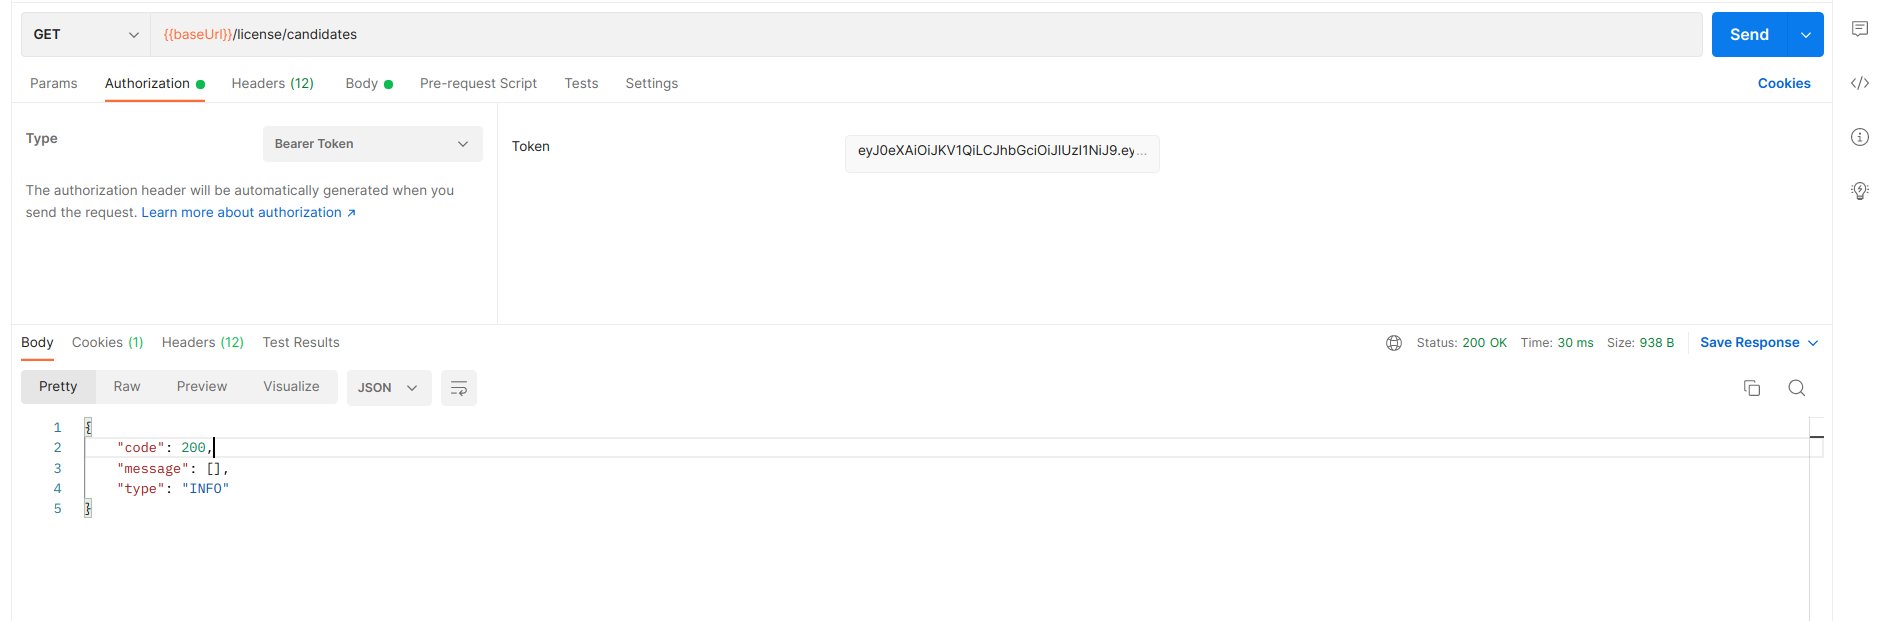 GET {{baseUrl}}/license/candidates Send
Params Authorization Headers (12) Body Pre-request Script Tests Settings Cookies
Type Bearer Token
The authorization header will be automatically generated when you
send the request. Learn more about authorization ↗
Token eyJ0eXAiOiJKV1QiLCJhbGciOiJIUzI1NiJ9.ey...
Body Cookies (1) Headers (12) Test Results Status: 200 OK Time: 30 ms Size: 938 B Save Response
Pretty Raw Preview Visualize JSON
1 {
2 "code": 200,
3 "message": [],
4 "type": "INFO"
5 }